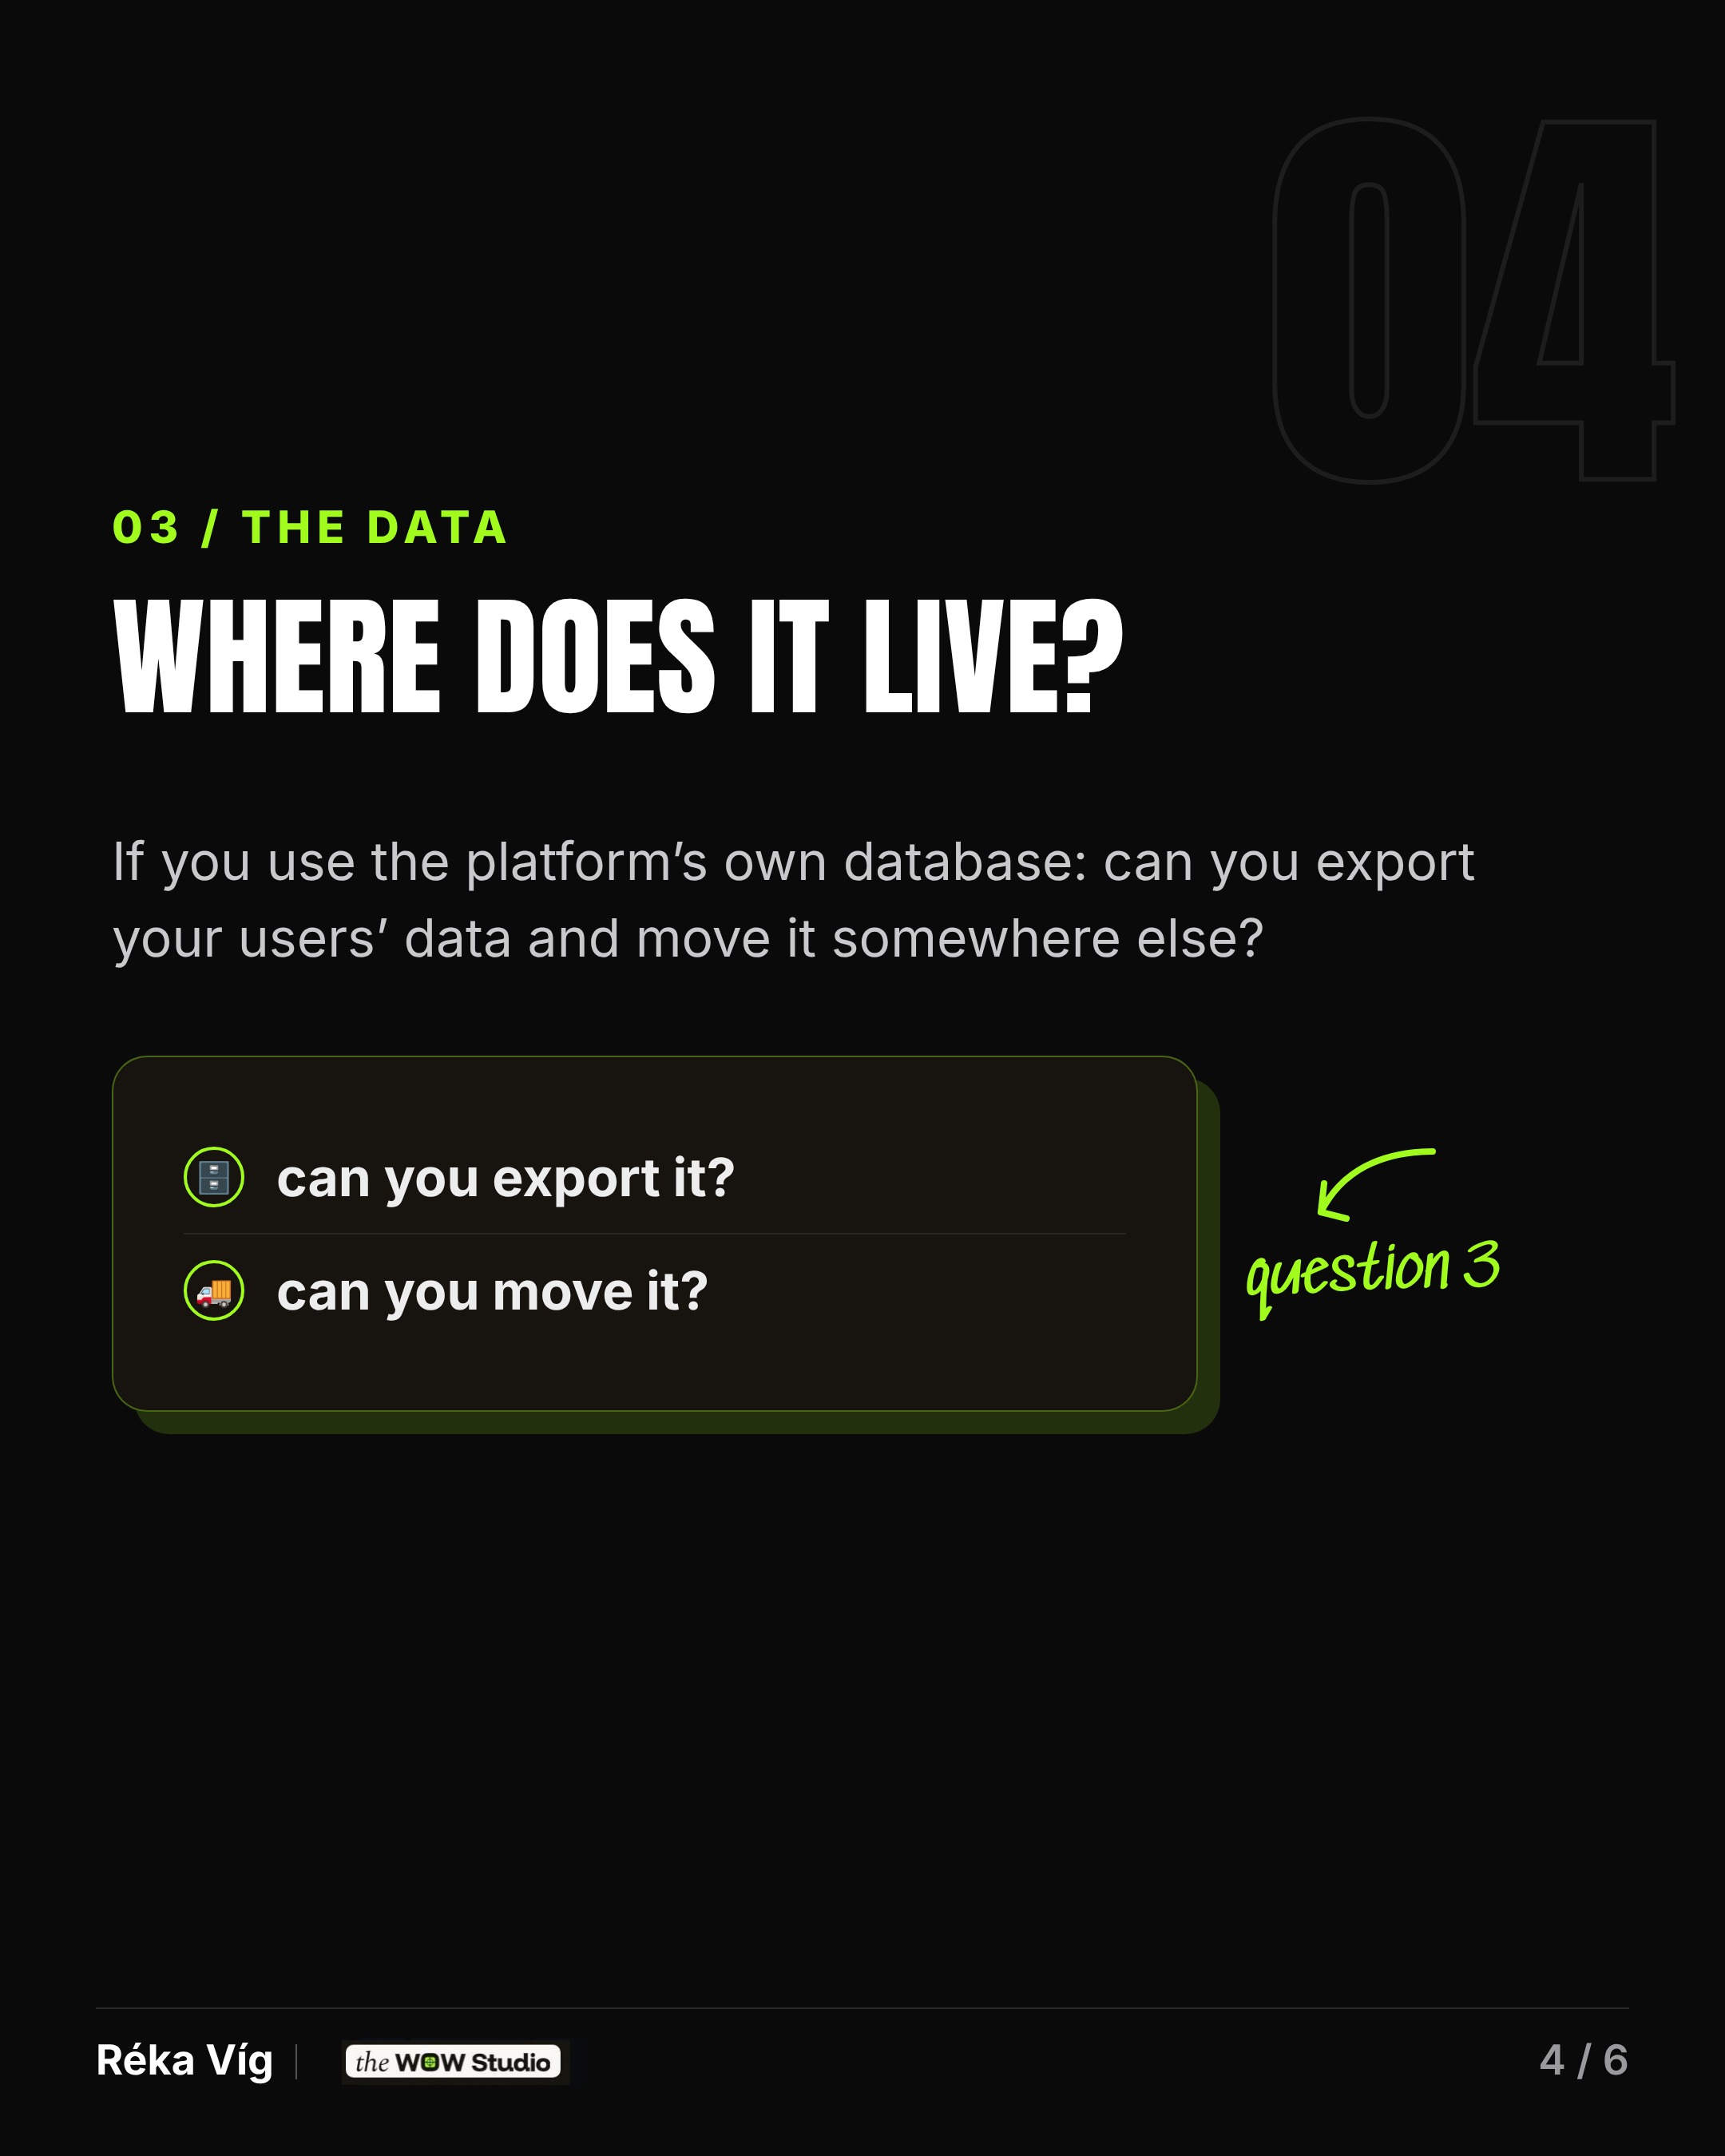 04
03 / THE DATA
WHERE DOES IT LIVE?
If you use the platform’s own database: can you export
your users’ data and move it somewhere else?
can you export it?
can you move it?
question 3
Réka Víg
the WOW Studio
4 / 6